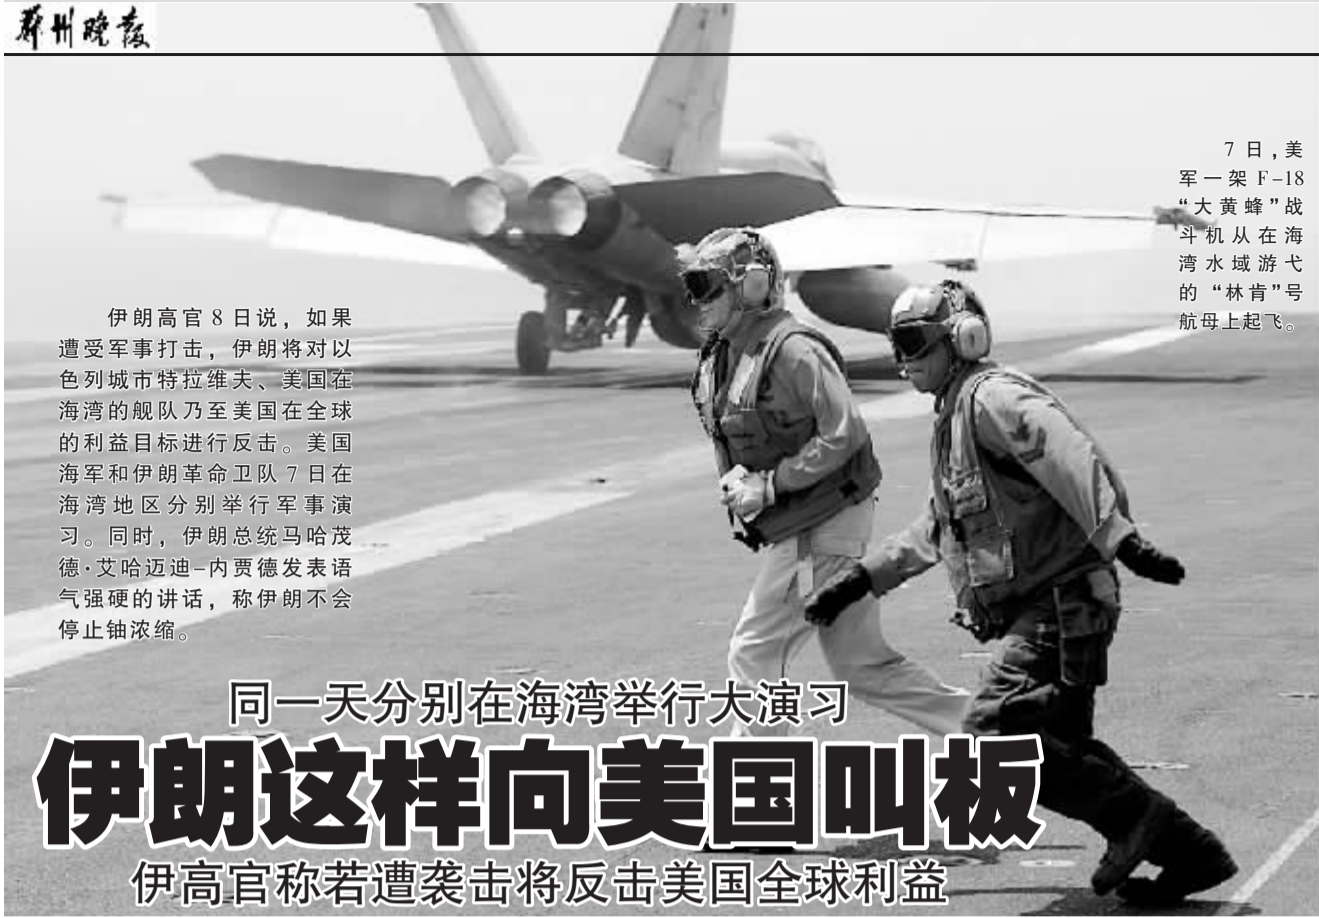 郑州晚报
7日，美
军一架F-18
“大黄蜂”战
斗机从在海
湾水域游弋
的“林肯”号
航母上起飞。
伊朗高官8日说，如果
遭受军事打击，伊朗将对以
色列城市特拉维夫、美国在
海湾的舰队乃至美国在全球
的利益目标进行反击。美国
海军和伊朗革命卫队7日在
海湾地区分别举行军事演
习。同时，伊朗总统马哈茂
德·艾哈迈迪-内贾德发表语
气强硬的讲话，称伊朗不会
停止铀浓缩。
同一天分别在海湾举行大演习
伊朗这样向美国叫板
伊高官称若遭袭击将反击美国全球利益